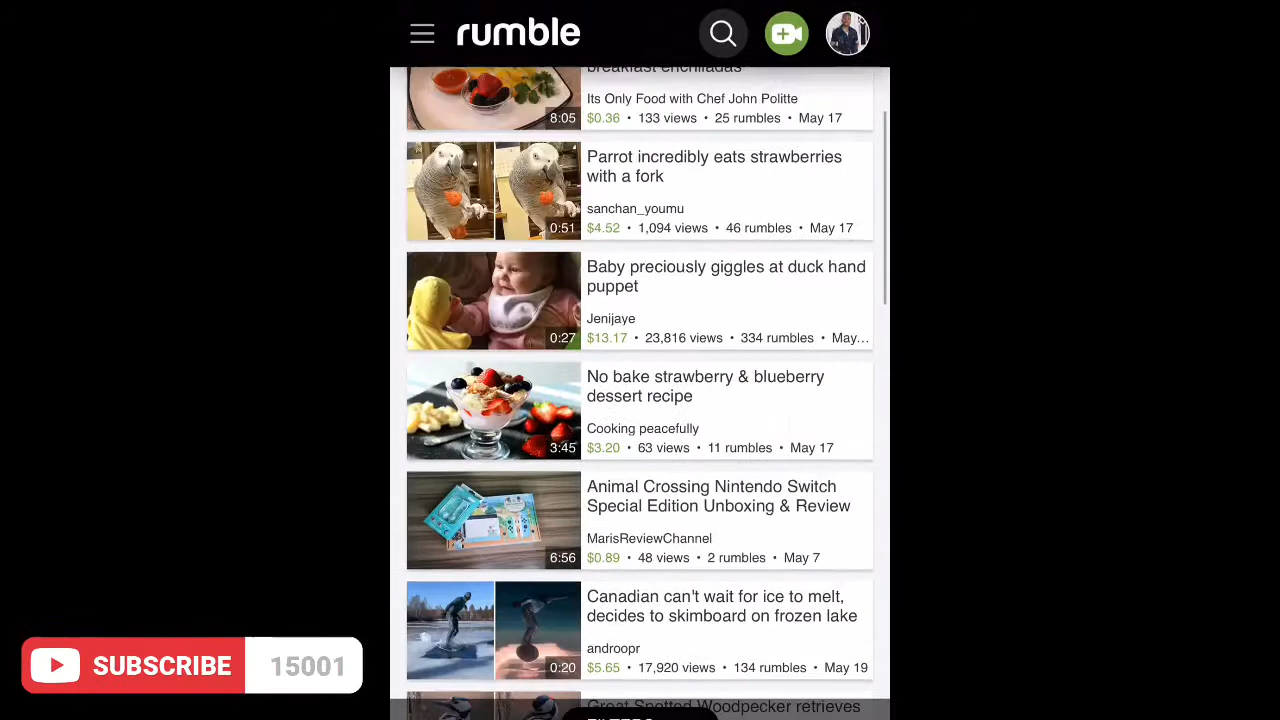 rumble
breakfast enchiladas
Its Only Food with Chef John Politte
8:05
$0.36 • 133 views • 25 rumbles • May 17
Parrot incredibly eats strawberries
with a fork
sanchan_youmu
0:51
$4.52 • 1,094 views • 46 rumbles • May 17
Baby preciously giggles at duck hand
puppet
Jenijaye
0:27
$13.17 • 23,816 views • 334 rumbles • May...
No bake strawberry & blueberry
dessert recipe
Cooking peacefully
3:45
$3.20 • 63 views • 11 rumbles • May 17
Animal Crossing Nintendo Switch
Special Edition Unboxing & Review
MarisReviewChannel
6:56
$0.89 • 48 views • 2 rumbles • May 7
Canadian can't wait for ice to melt,
decides to skimboard on frozen lake
androopr
0:20
$5.65 • 17,920 views • 134 rumbles • May 19
Great Spotted Woodpecker retrieves
FILTERS
SUBSCRIBE 15001